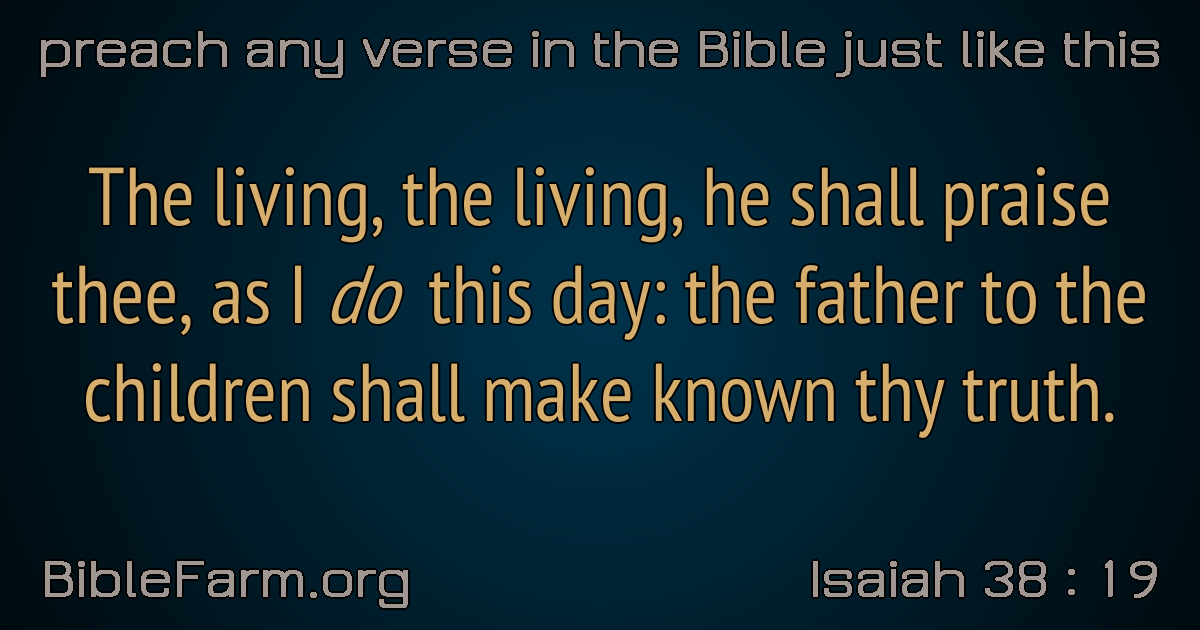 preach any verse in the Bible just like this
The living, the living, he shall praise
thee, as I do this day: the father to the
children shall make known thy truth.
BibleFarm.org
Isaiah 38 : 19